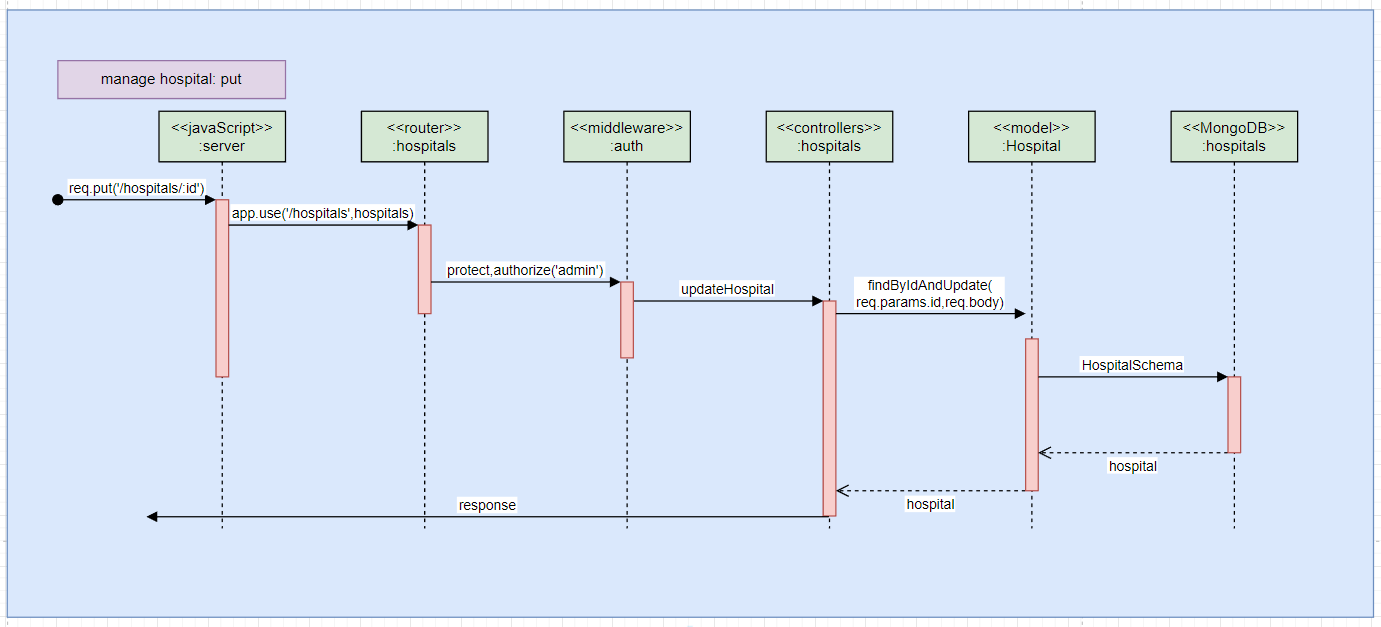 manage hospital: put
<<javaScript>>
:server
<<router>>
:hospitals
<<middleware>>
:auth
<<controllers>>
:hospitals
<<model>>
:Hospital
<<MongoDB>>
:hospitals
req.put('/hospitals/:id')
app.use('/hospitals',hospitals)
protect,authorize('admin')
updateHospital
findByIdAndUpdate(
req.params.id,req.body)
HospitalSchema
hospital
hospital
response